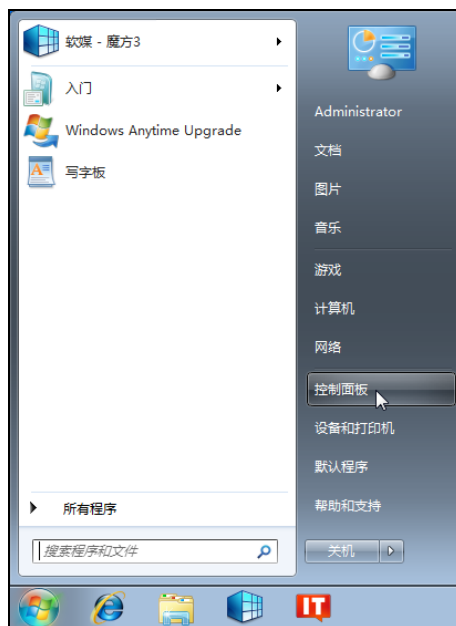 软媒 - 魔方3
入门
Windows Anytime Upgrade
写字板
所有程序
搜索程序和文件
Administrator
文档
图片
音乐
游戏
计算机
网络
控制面板
设备和打印机
默认程序
帮助和支持
关机
IT